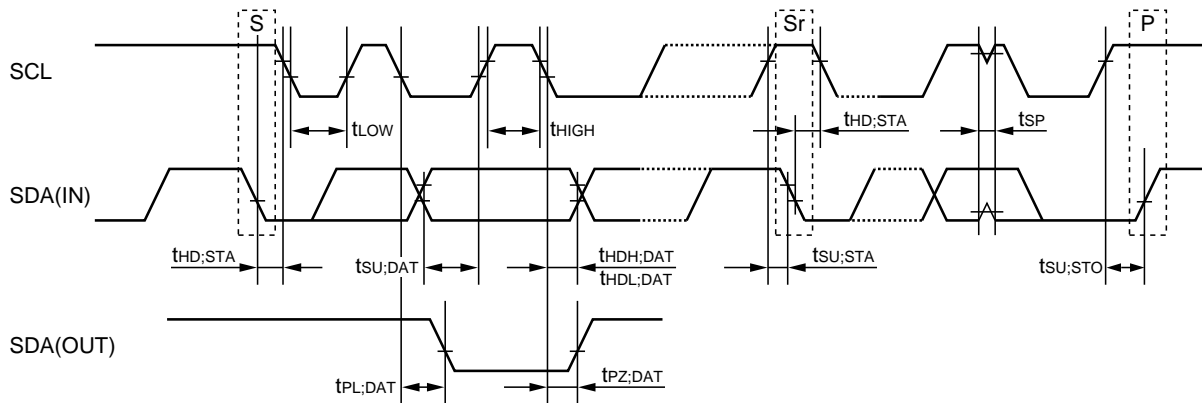 S Sr P
SCL
tLOW tHIGH tHD;STA tSP
SDA(IN)
tHD;STA tSU;DAT tHDH;DAT tSU;STA tSU;STO
tHDL;DAT
SDA(OUT)
tPL;DAT tPZ;DAT